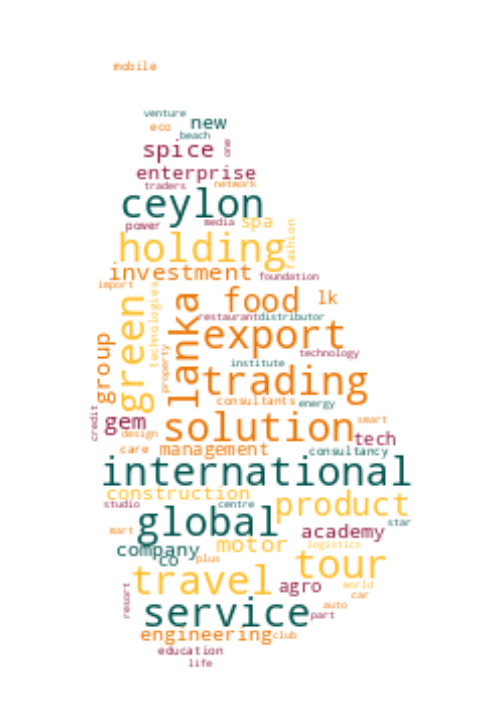 mobile
venture
eco new
beach
spice one
enterprise
traders network
ceylon
power media spa
fashion
holding
investment foundation
import
technologies
green
lanka
food lk
restaurant distributor
export
group
technology
institute
property
trading
consultants energy
credit
gem
design
solution smart
tech
care management consultancy
international
construction
studio centre product
global star
mart academy
company motor logistics
co plus
tour
travel
resort agro world
car
service auto
part
engineering club
education
life